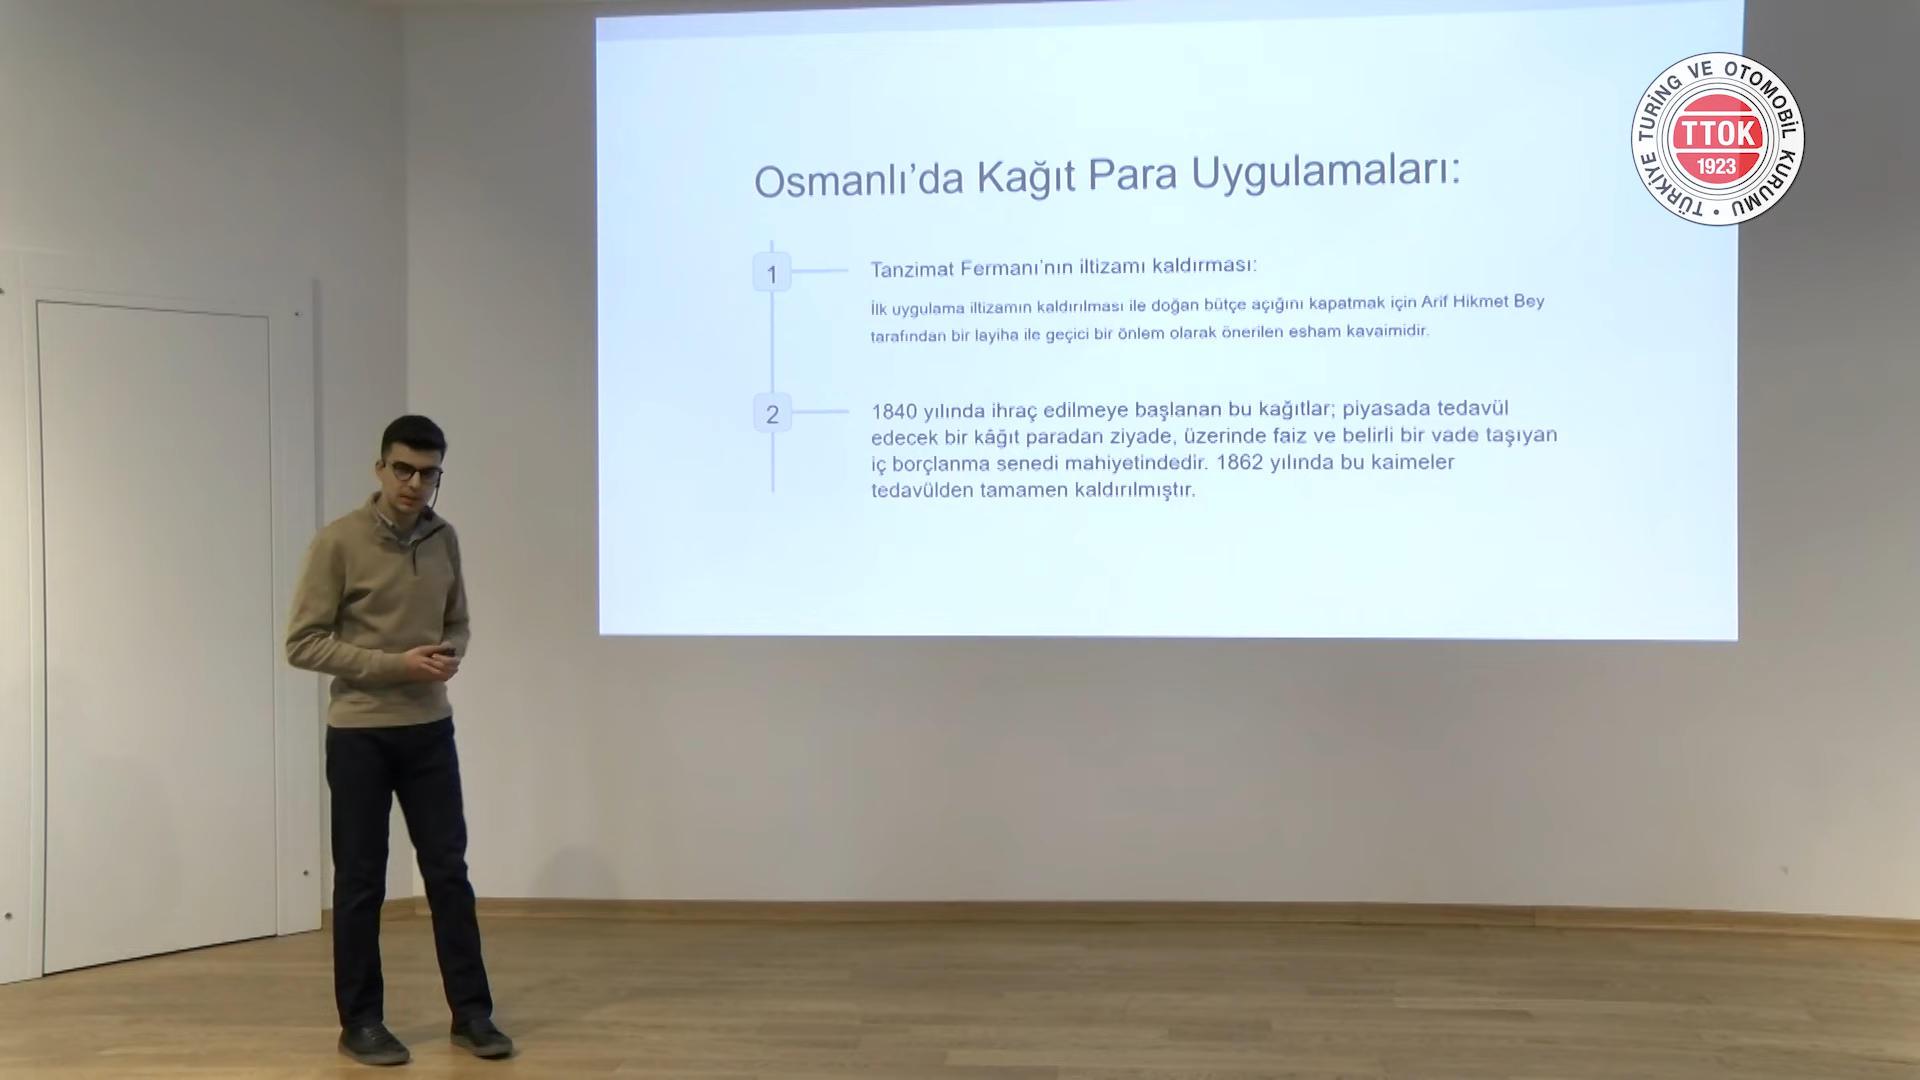 Osmanlı'da Kağıt Para Uygulamaları:
1
Tanzimat Fermanı'nın iltizamı kaldırması:
İlk uygulama iltizamın kaldırılması ile doğan bütçe açığını kapatmak için Arif Hikmet Bey
tarafından bir layiha ile geçici bir önlem olarak önerilen esham kavaimidir.
2
1840 yılında ihraç edilmeye başlanan bu kağıtlar; piyasada tedavül
edecek bir kâğıt paradan ziyade, üzerinde faiz ve belirli bir vade taşıyan
iç borçlanma senedi mahiyetindedir. 1862 yılında bu kaimeler
tedavülden tamamen kaldırılmıştır.
TÜRKİYE TURİNG VE OTOMOBİL KURUMU •
TTOK
1923